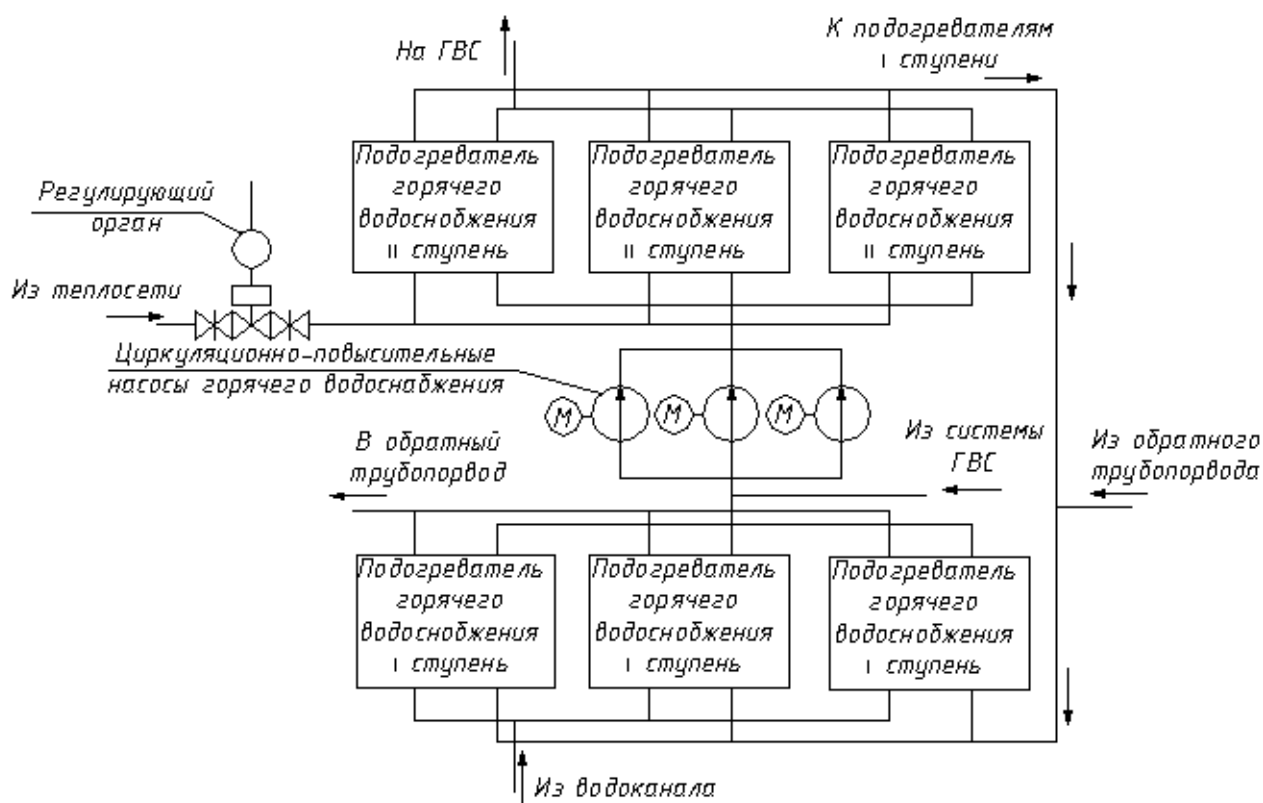 На ГВС
К подогревателям
I ступени
Подогреватель
горячего
водоснобжения
II ступень
Подогреватель
горячего
водоснобжения
II ступень
Подогреватель
горячего
водоснобжения
II ступень
Регулирующий
орган
Из теплосети
Циркуляционно-повысительные
насосы горячего водоснабжения
М
М
М
В обратный
трубопорвод
Из системы
ГВС
Из обратного
трубопорвода
Подогреватель
горячего
водоснобжения
I ступень
Подогреватель
горячего
водоснобжения
I ступень
Подогреватель
горячего
водоснобжения
I ступень
Из водоканала